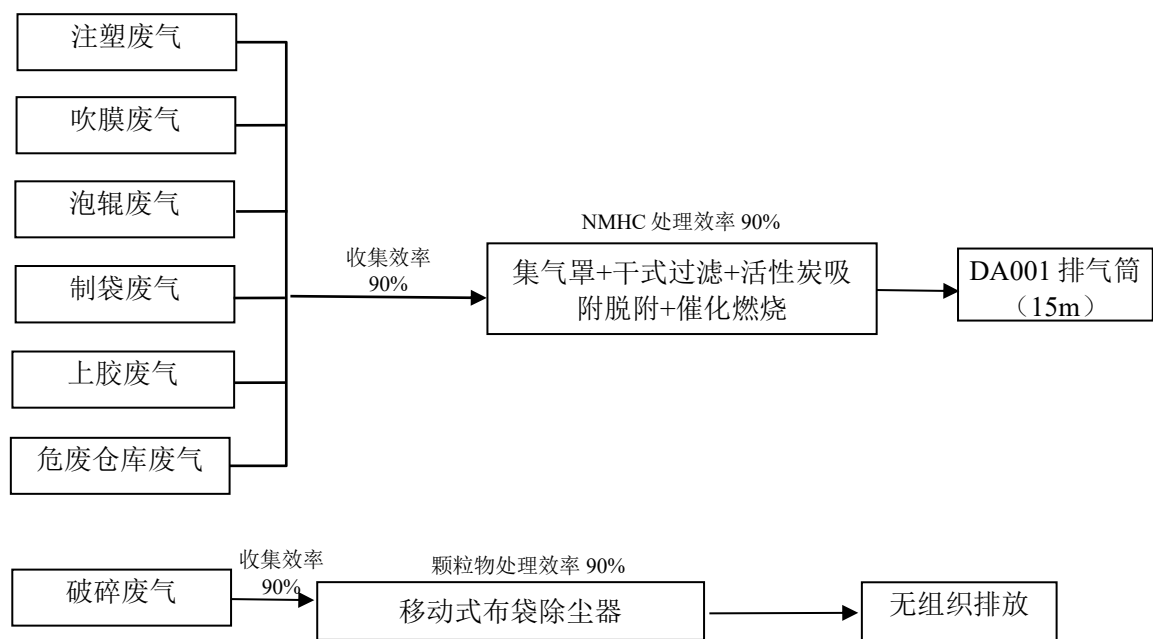 注塑废气
吹膜废气
泡辊废气
制袋废气
上胶废气
危废仓库废气
收集效率
90%
NMHC 处理效率 90%
集气罩+干式过滤+活性炭吸
附脱附+催化燃烧
DA001 排气筒
（15m）
破碎废气
收集效率
90%
颗粒物处理效率 90%
移动式布袋除尘器
无组织排放